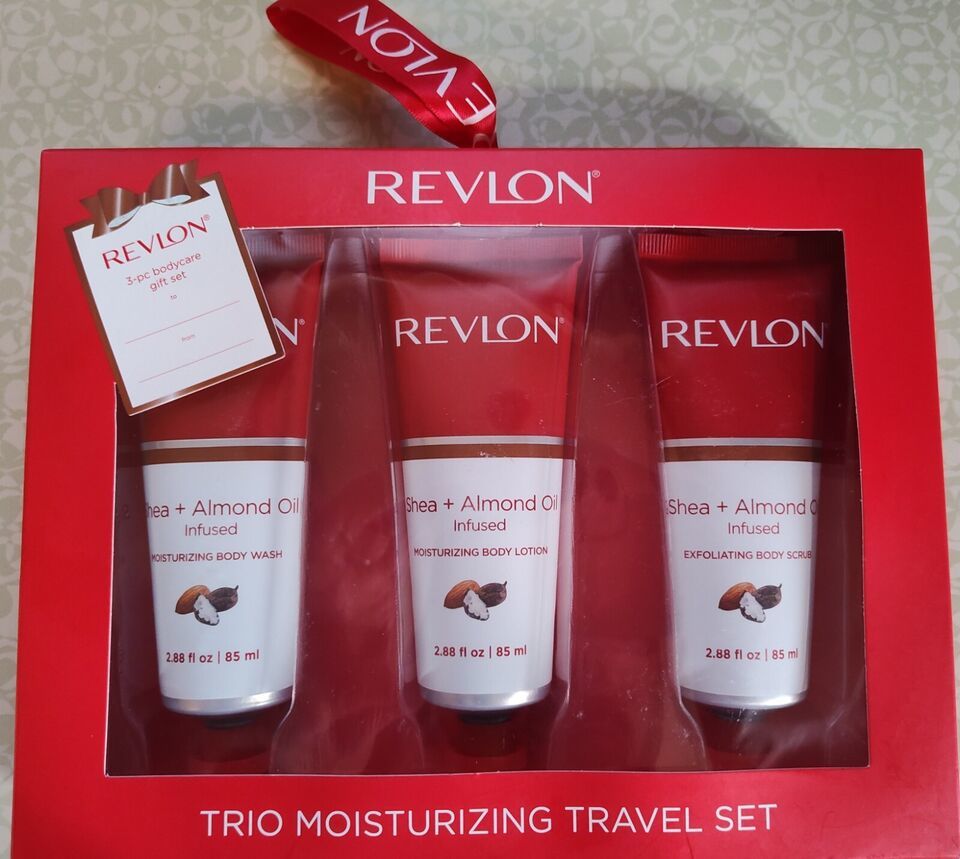 REVLON
REVLON®
REVLON®
3-pc bodycare
gift set
to
from
REVLON®
REVLON®
Shea + Almond Oil
Infused
MOISTURIZING BODY WASH
2.88 fl oz | 85 ml
Shea + Almond Oil
Infused
MOISTURIZING BODY LOTION
2.88 fl oz | 85 ml
Shea + Almond O
Infused
EXFOLIATING BODY SCRUB
2.88 fl oz | 85 ml
TRIO MOISTURIZING TRAVEL SET